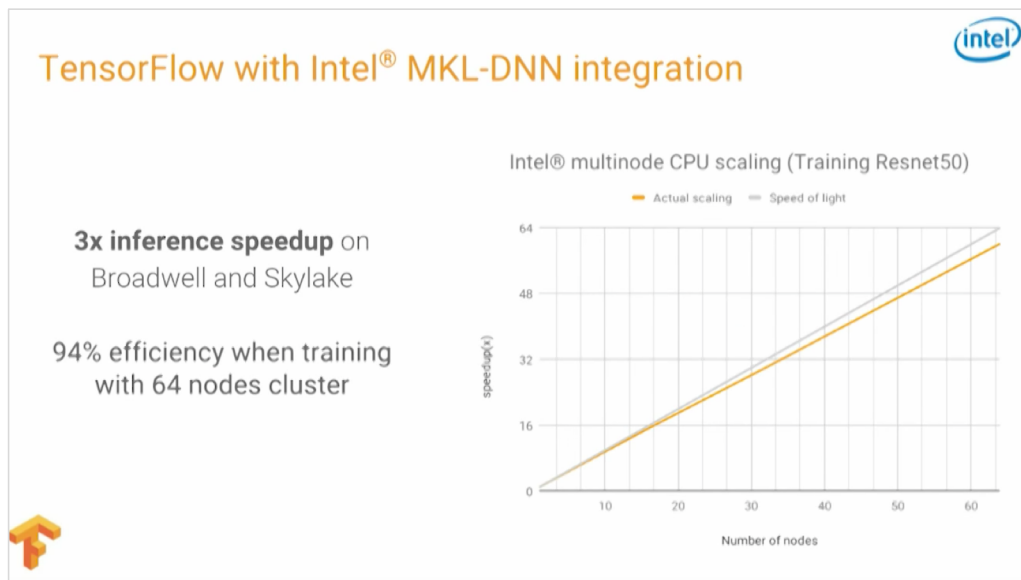 intel
TensorFlow with Intel® MKL-DNN integration
3x inference speedup on
Broadwell and Skylake
94% efficiency when training
with 64 nodes cluster
Intel® multinode CPU scaling (Training Resnet50)
Actual scaling Speed of light
speedup(x)
64
48
32
16
0
10 20 30 40 50 60
Number of nodes